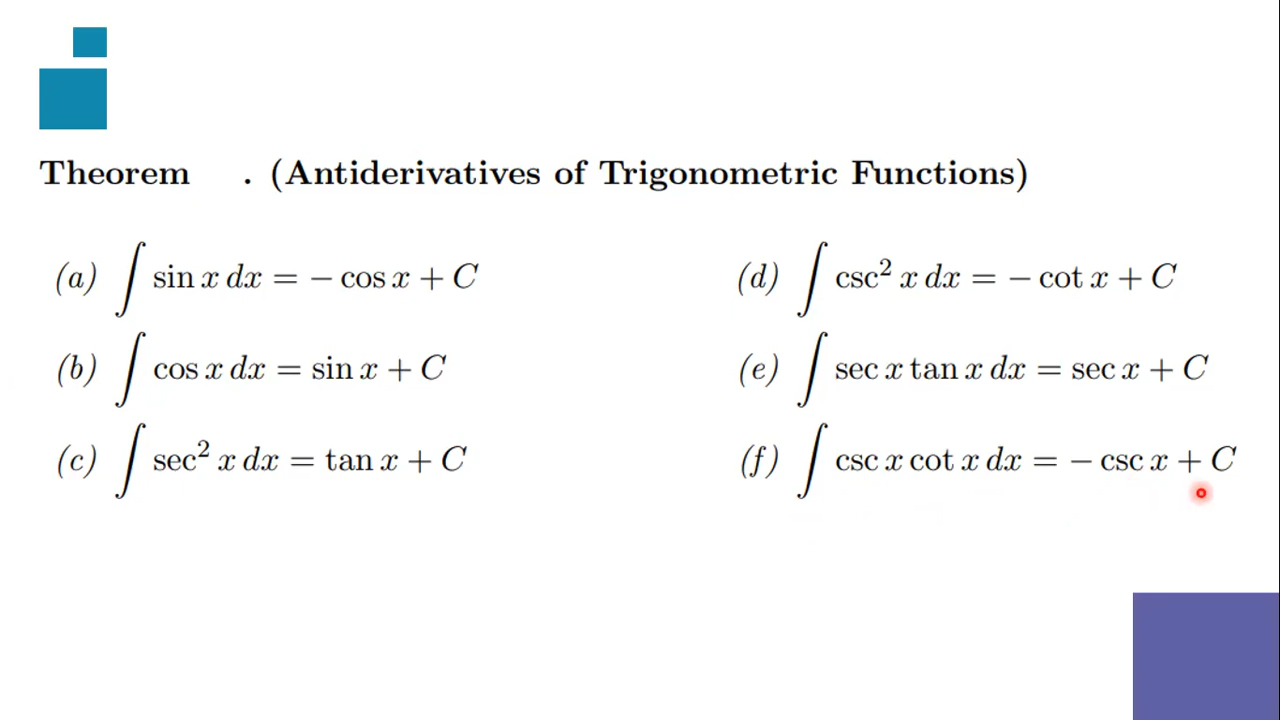 Theorem . (Antiderivatives of Trigonometric Functions)
(a) ∫ sin x dx = − cos x + C
(b) ∫ cos x dx = sin x + C
(c) ∫ sec² x dx = tan x + C
(d) ∫ csc² x dx = − cot x + C
(e) ∫ sec x tan x dx = sec x + C
(f) ∫ csc x cot x dx = − csc x + C